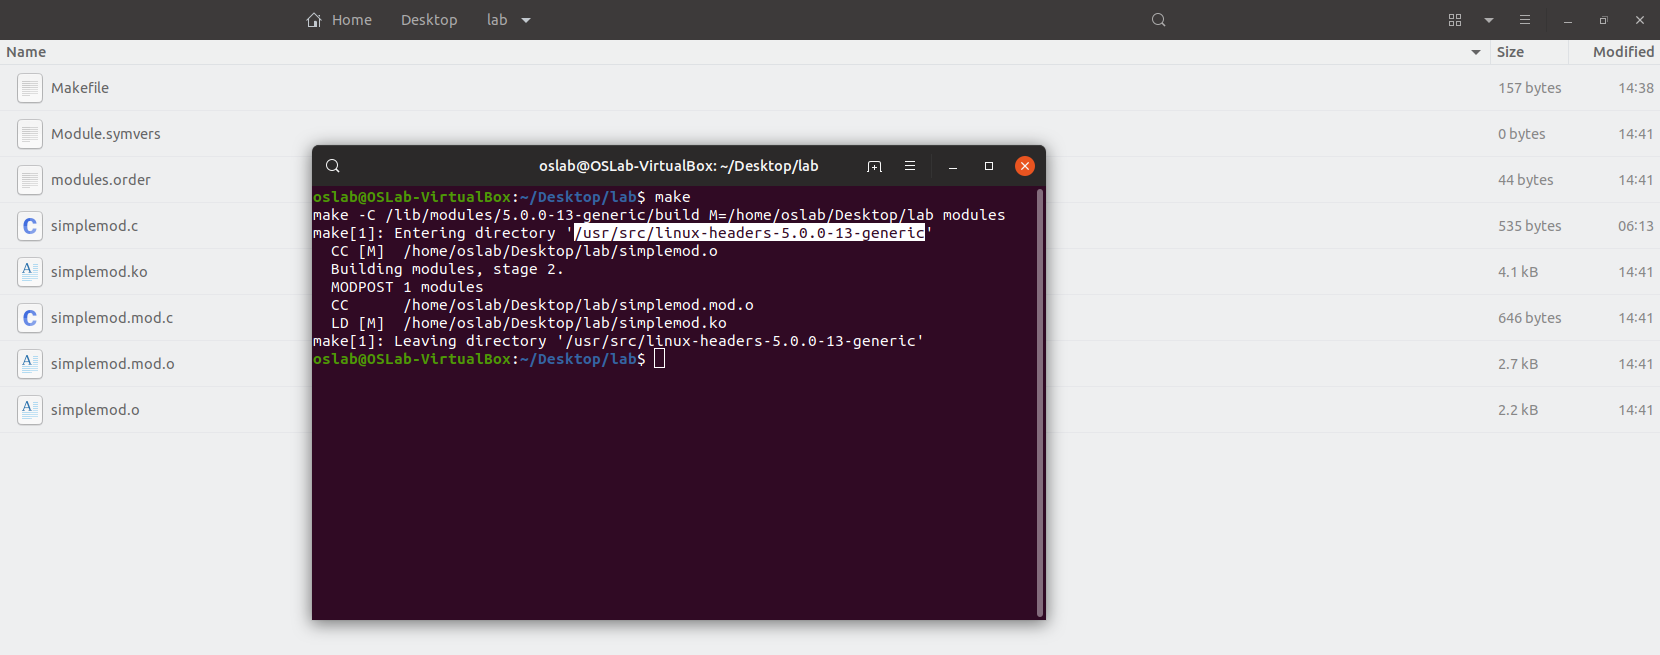 Home Desktop lab
Name Size Modified
Makefile 157 bytes 14:38
Module.symvers 0 bytes 14:41
modules.order 44 bytes 14:41
simplemod.c 535 bytes 06:13
simplemod.ko 4.1 kB 14:41
simplemod.mod.c 646 bytes 14:41
simplemod.mod.o 2.7 kB 14:41
simplemod.o 2.2 kB 14:41
oslab@OSLab-VirtualBox: ~/Desktop/lab
oslab@OSLab-VirtualBox:~/Desktop/lab$ make
make -C /lib/modules/5.0.0-13-generic/build M=/home/oslab/Desktop/lab modules
make[1]: Entering directory '/usr/src/linux-headers-5.0.0-13-generic'
  CC [M]  /home/oslab/Desktop/lab/simplemod.o
  Building modules, stage 2.
  MODPOST 1 modules
  CC      /home/oslab/Desktop/lab/simplemod.mod.o
  LD [M]  /home/oslab/Desktop/lab/simplemod.ko
make[1]: Leaving directory '/usr/src/linux-headers-5.0.0-13-generic'
oslab@OSLab-VirtualBox:~/Desktop/lab$